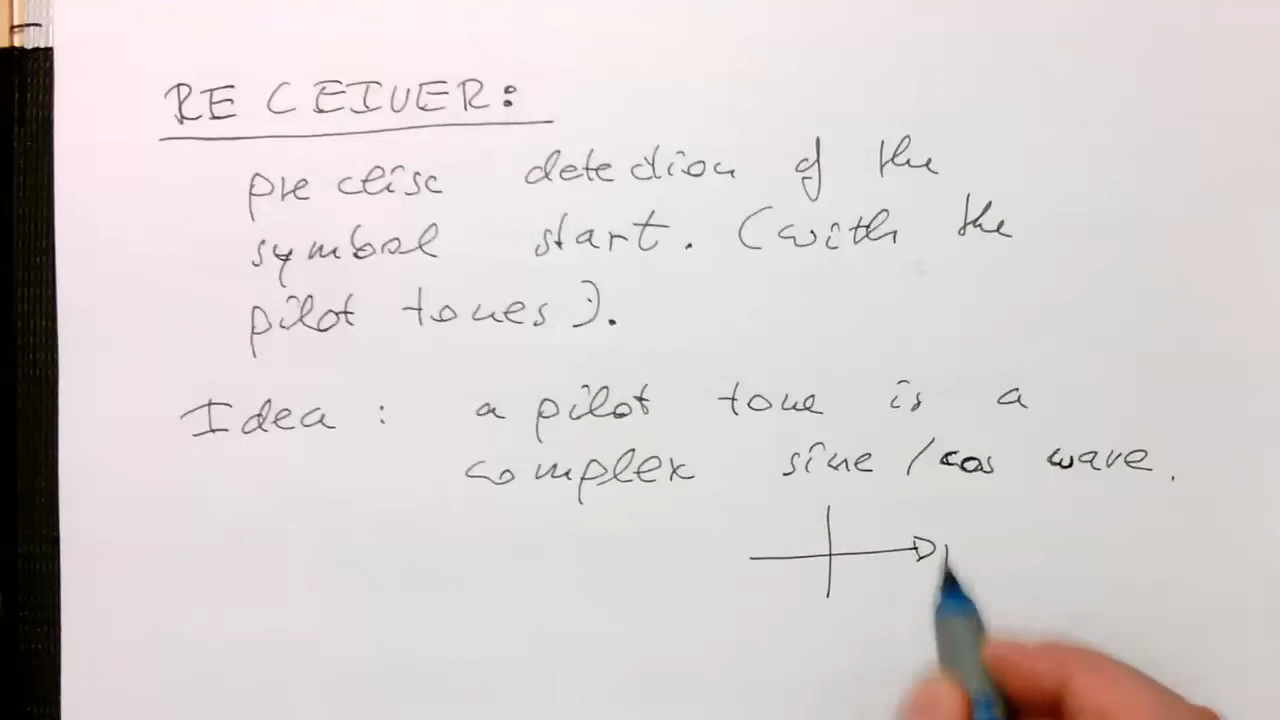 RECEIVER:
precise detection of the
symbol start. (with the
pilot tones).
Idea: a pilot tone is a
complex sine/cos wave.